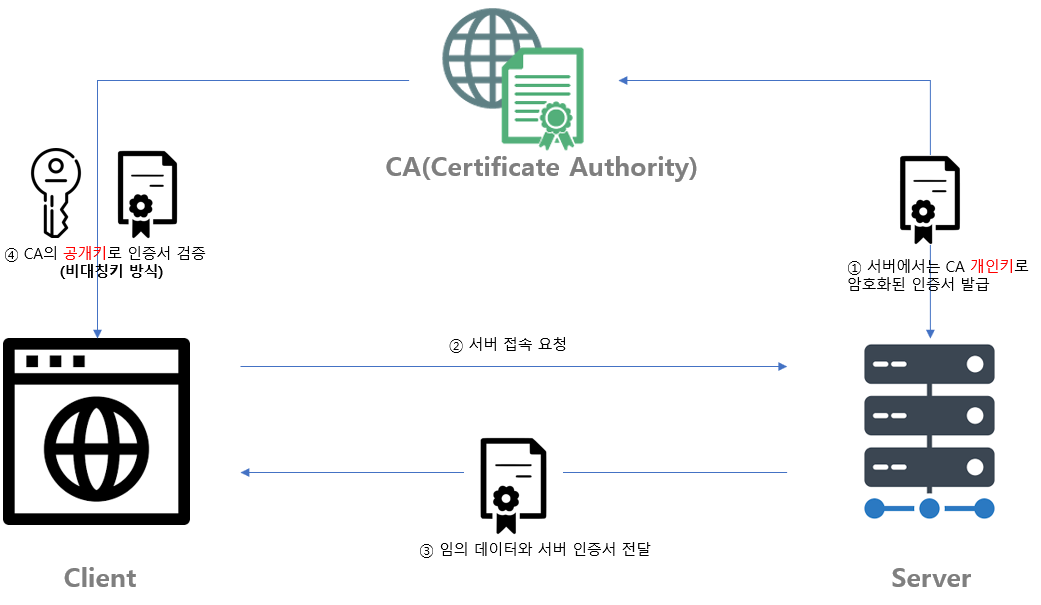 CA(Certificate Authority)
④ CA의 공개키로 인증서 검증
(비대칭키 방식)
① 서버에서는 CA 개인키로
암호화된 인증서 발급
② 서버 접속 요청
③ 임의 데이터와 서버 인증서 전달
Client
Server